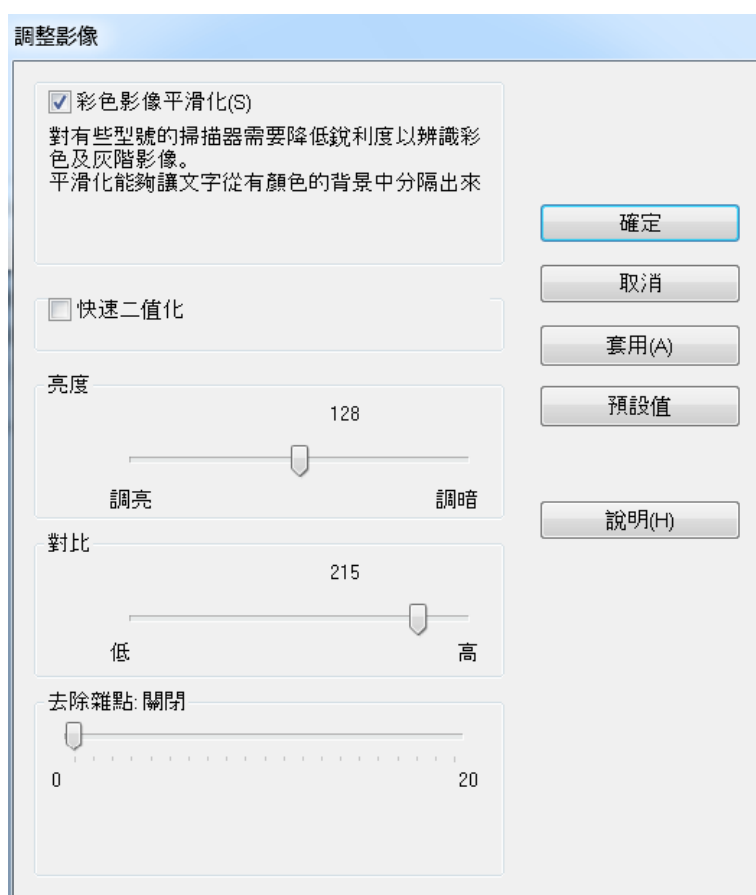 調整影像
彩色影像平滑化(S)
對有些型號的掃描器需要降低銳利度以辨識彩
色及灰階影像。
平滑化能夠讓文字從有顏色的背景中分隔出來
確定
取消
快速二值化
套用(A)
亮度
128
預設值
調亮 調暗
說明(H)
對比
215
低 高
去除雜點: 關閉
0 20